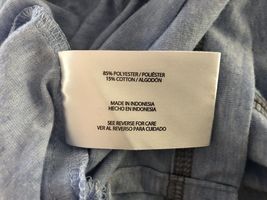 85% POLYESTER / POLIÉSTER
15% COTTON / ALGODÓN
MADE IN INDONESIA
HECHO EN INDONESIA
SEE REVERSE FOR CARE
VER AL REVERSO PARA CUIDADO